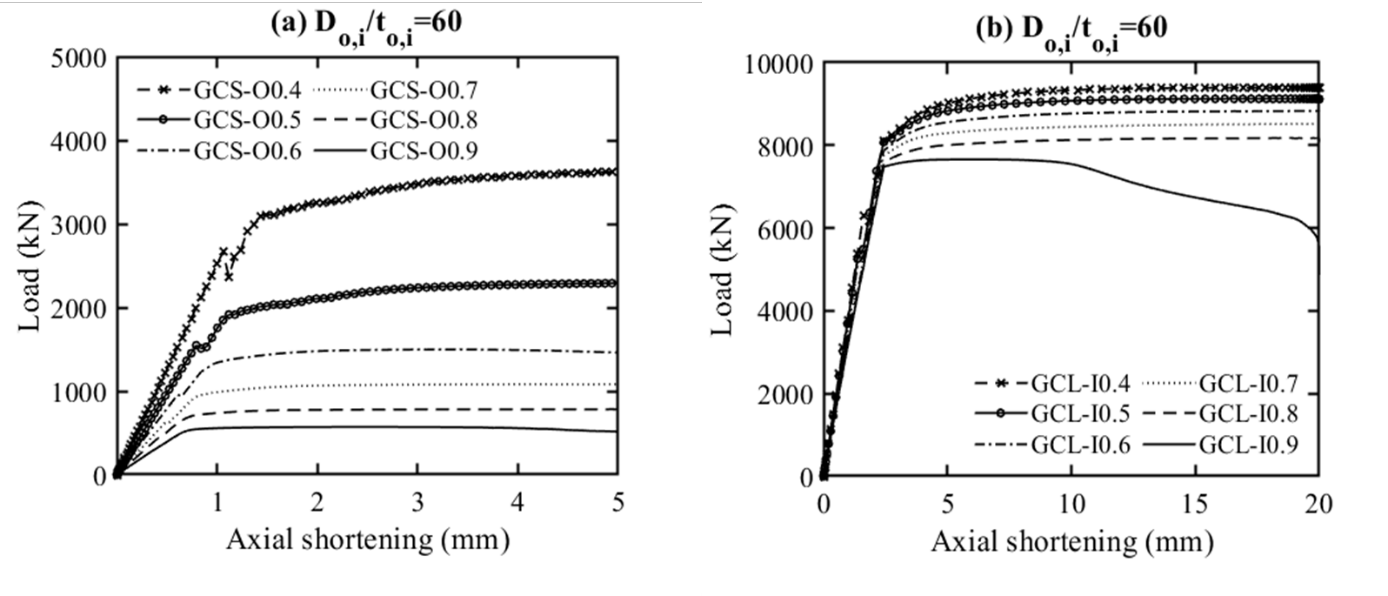 (a) Do,i/to,i=60
5000
4000
3000
2000
1000
0
Load (kN)
GCS-O0.4 GCS-O0.7
GCS-O0.5 GCS-O0.8
GCS-O0.6 GCS-O0.9
1 2 3 4 5
Axial shortening (mm)
(b) Do,i/to,i=60
10000
8000
6000
4000
2000
0
Load (kN)
GCL-I0.4 GCL-I0.7
GCL-I0.5 GCL-I0.8
GCL-I0.6 GCL-I0.9
0 5 10 15 20
Axial shortening (mm)